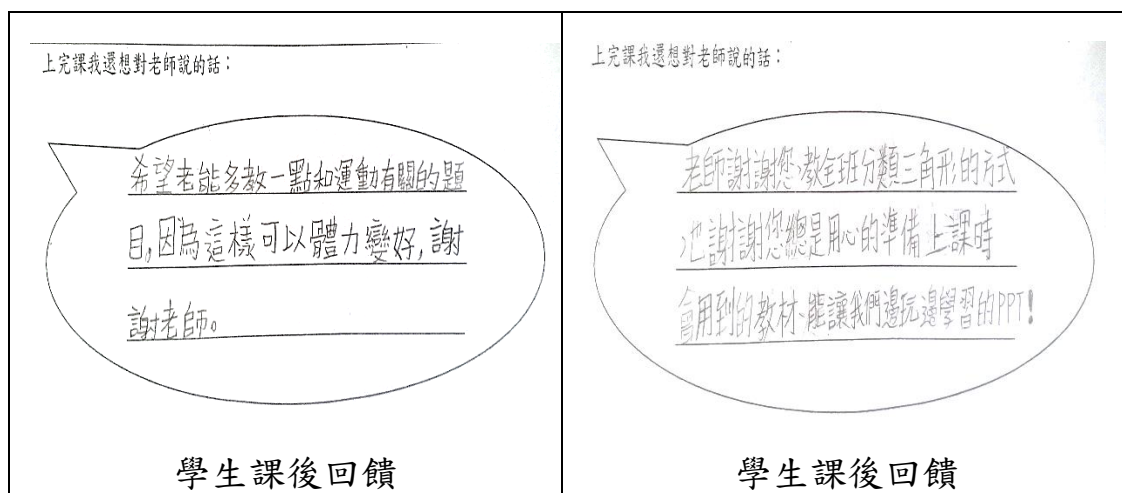 上完課我還想對老師說的話：
希望老能多教一點和運動有關的題
目,因為這樣可以體力變好,謝
謝老師。
學生課後回饋
上完課我還想對老師說的話：
老師謝謝您,教全班分類三角形的方式
,也謝謝您總是用心的準備上課時
會用到的教材、能讓我們邊玩邊學習的PPT!
學生課後回饋